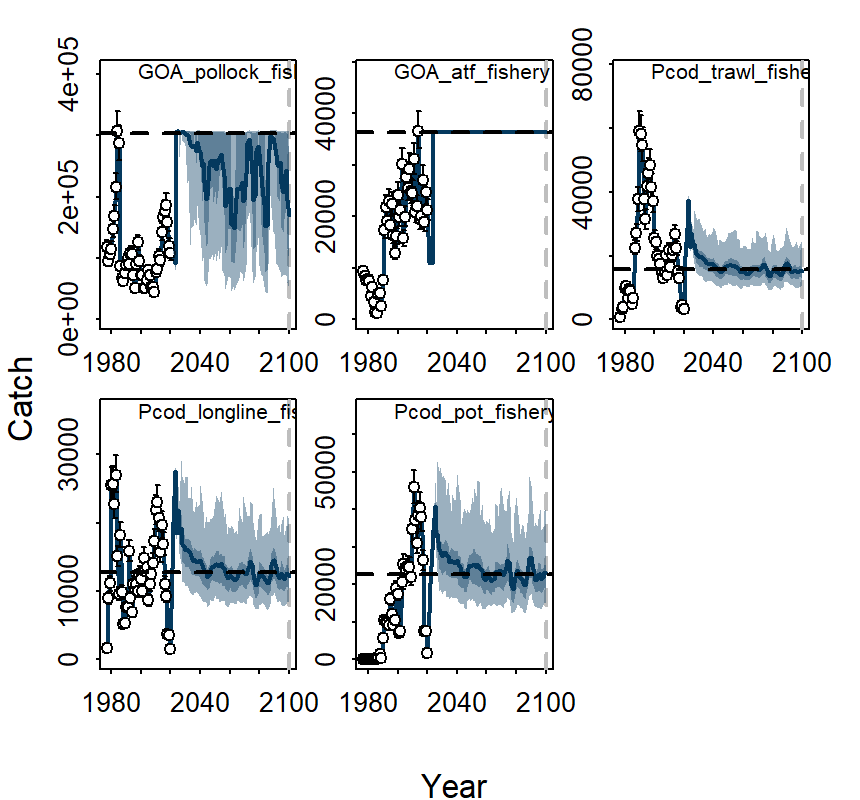 GOA_pollock_fisl
GOA_atf_fishery
Pcod_trawl_fishe
0e+00
2e+05
4e+05
0
20000
40000
0
40000
80000
1980
2040
2100
1980
2040
2100
1980
2040
2100
Catch
Pcod_longline_fis
Pcod_pot_fishery
0
10000
30000
0
20000
50000
1980
2040
2100
1980
2040
2100
Year